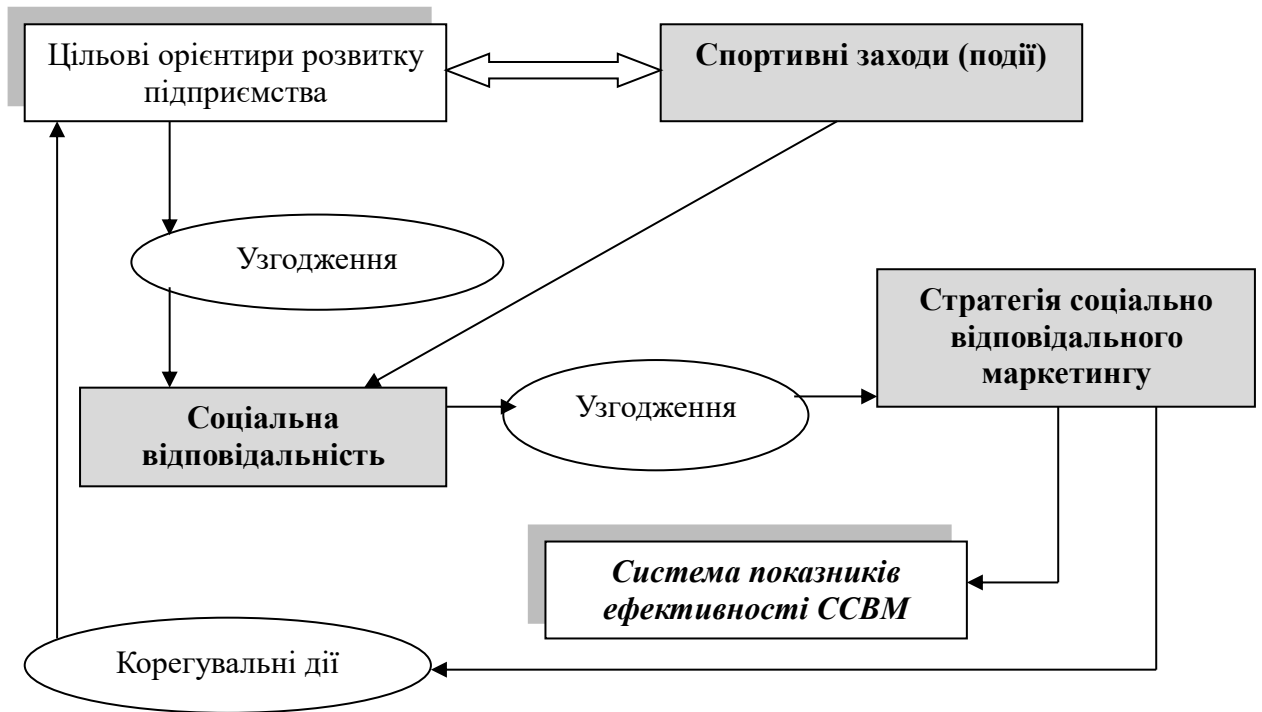 Цільові орієнтири розвитку
підприємства
Спортивні заходи (події)
Узгодження
Стратегія соціально
відповідального
маркетингу
Узгодження
Соціальна
відповідальність
Система показників
ефективності ССВМ
Корегувальні дії